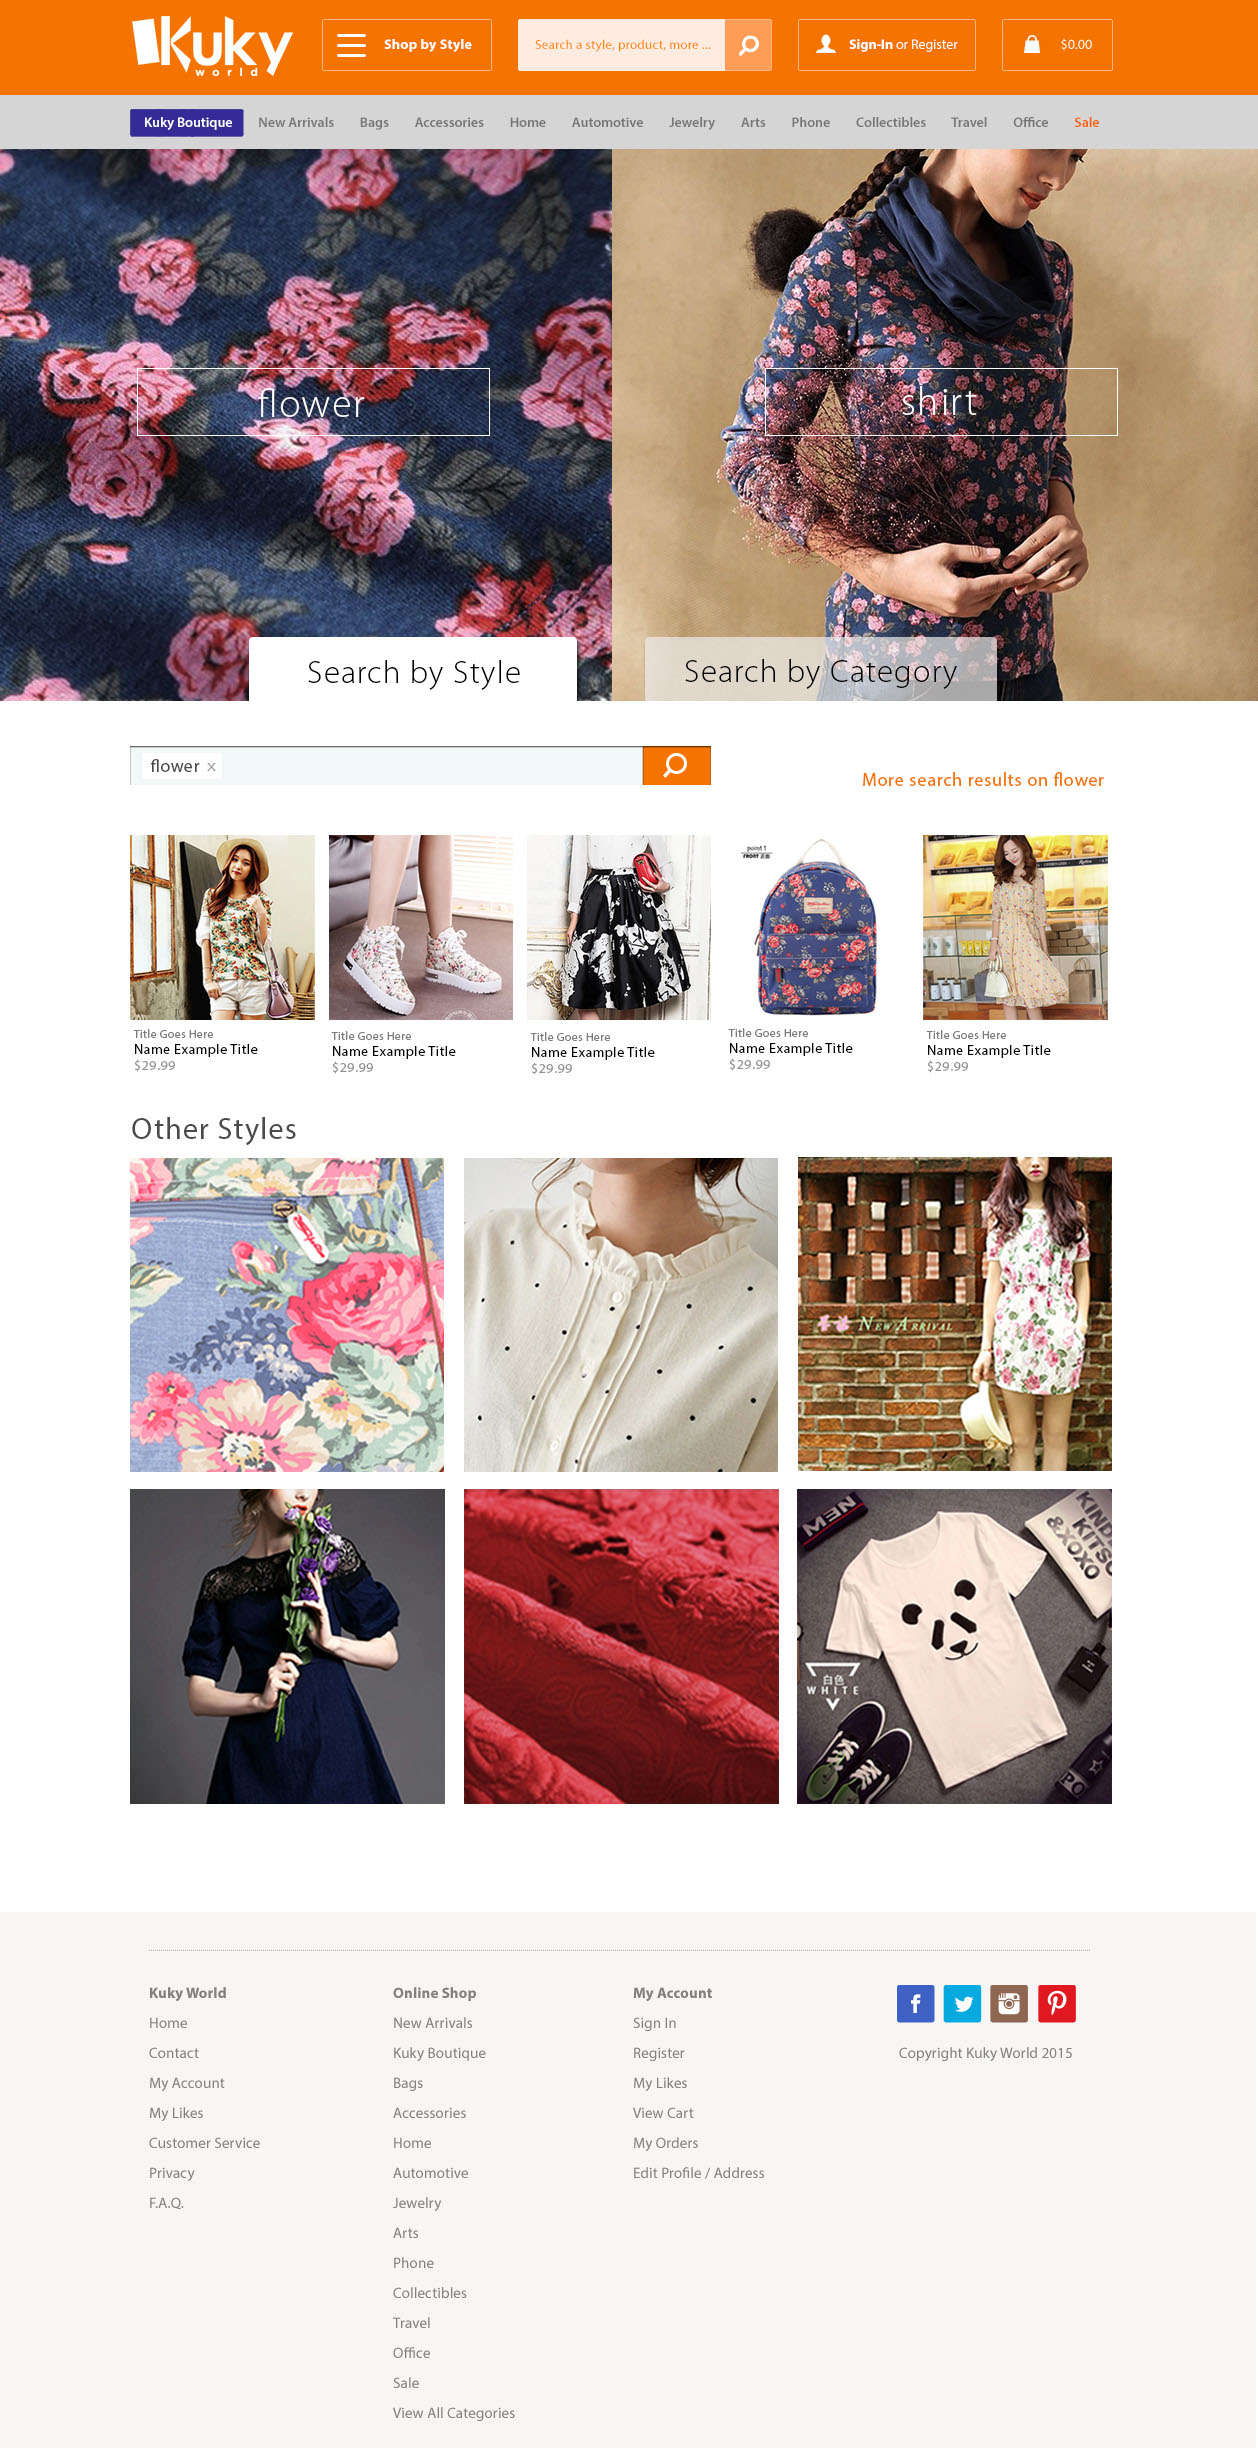 Kuky
world
Shop by Style
Search a style, product, more ...
Sign-In or Register
$0.00
Kuky Boutique New Arrivals Bags Accessories Home Automotive Jewelry Arts Phone Collectibles Travel Office Sale
flower
shirt
Search by Style
Search by Category
flower x
More search results on flower
point 1
FRONT 正面
Title Goes Here
Name Example Title
$29.99
Title Goes Here
Name Example Title
$29.99
Title Goes Here
Name Example Title
$29.99
Title Goes Here
Name Example Title
$29.99
Title Goes Here
Name Example Title
$29.99
Other Styles
NEW ARRIVAL
MEN
KIND
KITSO
&XOXO
白色
WHITE
Kuky World
Home
Contact
My Account
My Likes
Customer Service
Privacy
F.A.Q.
Online Shop
New Arrivals
Kuky Boutique
Bags
Accessories
Home
Automotive
Jewelry
Arts
Phone
Collectibles
Travel
Office
Sale
View All Categories
My Account
Sign In
Register
My Likes
View Cart
My Orders
Edit Profile / Address
Copyright Kuky World 2015